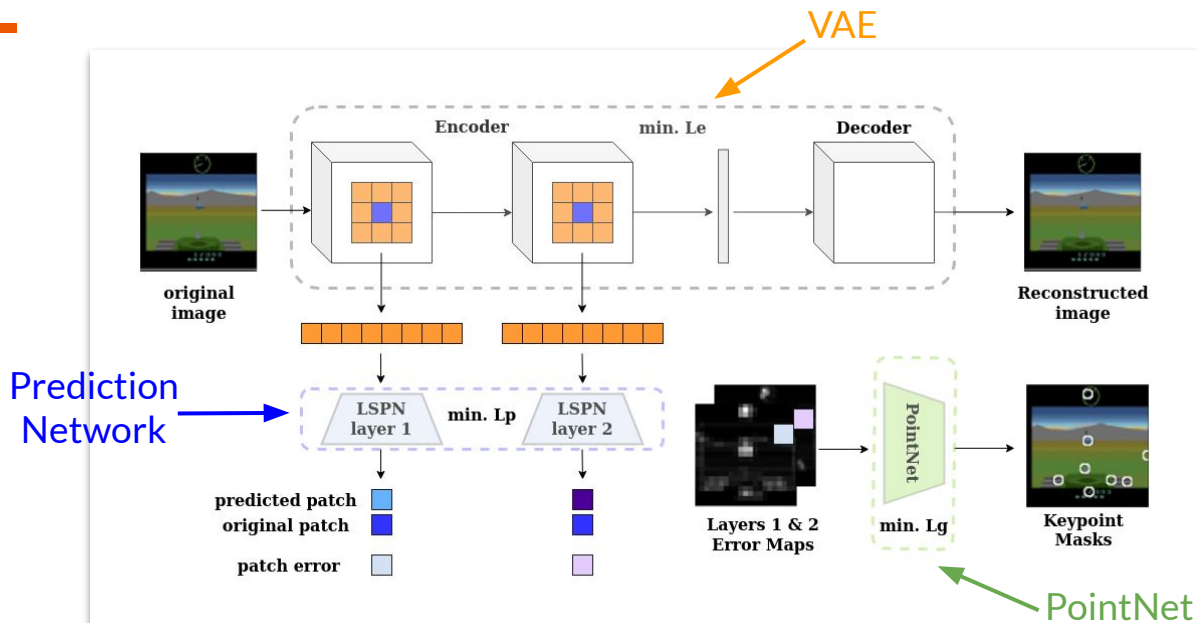 VAE
Encoder
min. Le
Decoder
original
image
Reconstructed
image
Prediction
Network
LSPN
layer 1
min. Lp
LSPN
layer 2
PointNet
predicted patch
original patch
patch error
Layers 1 & 2
Error Maps
min. Lg
Keypoint
Masks
PointNet